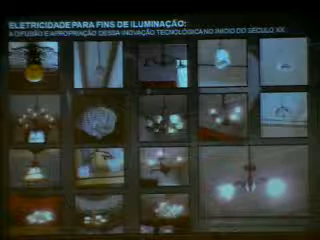 ELETRICIDADE PARA FINS DE ILUMINAÇÃO:
A DIFUSÃO E APROPRIAÇÃO DESSA INOVAÇÃO TECNOLÓGICA NO INÍCIO DO SÉCULO XX